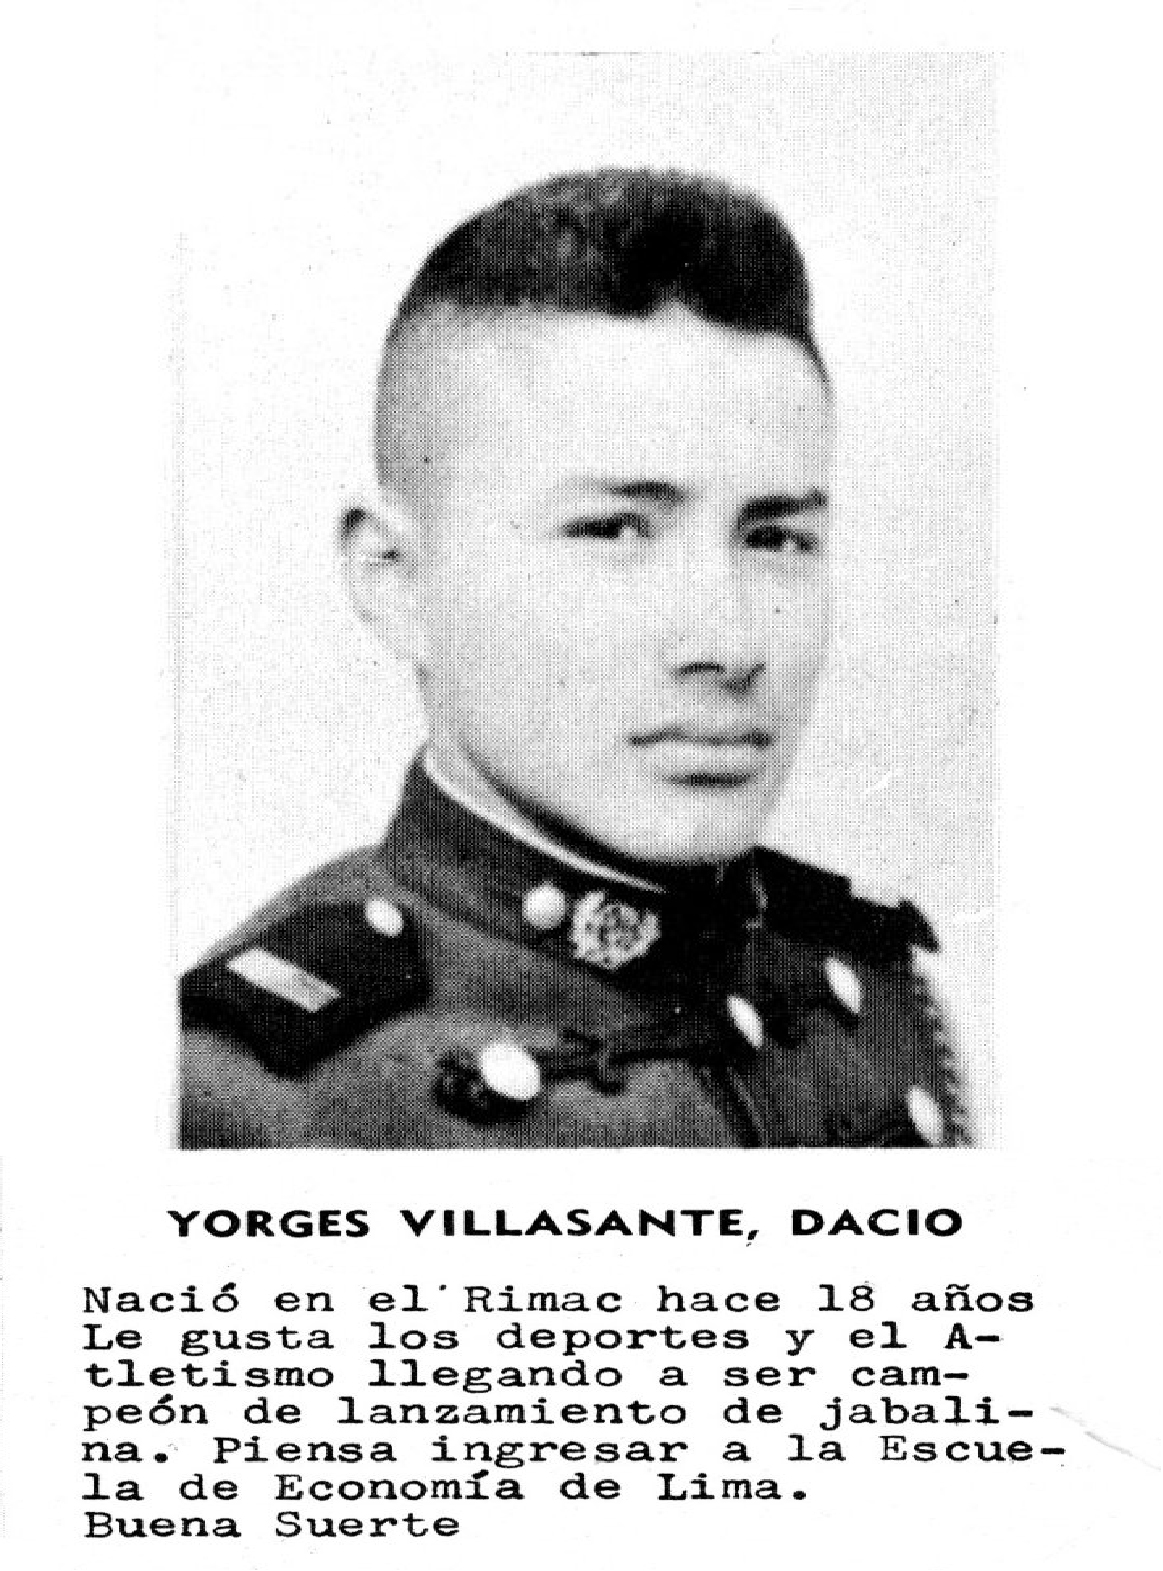 YORGES VILLASANTE, DACIO
Nació en el Rimac hace 18 años
Le gusta los deportes y el A-
tletismo llegando a ser cam-
peón de lanzamiento de jabali-
na. Piensa ingresar a la Escue-
la de Economía de Lima.
Buena Suerte